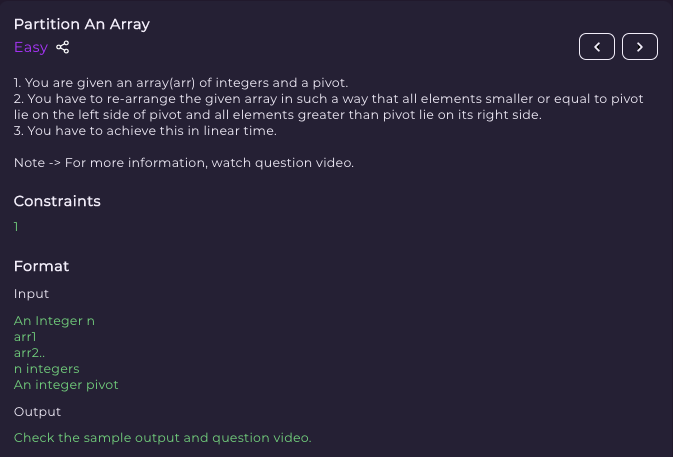 Partition An Array
Easy
1. You are given an array(arr) of integers and a pivot.
2. You have to re-arrange the given array in such a way that all elements smaller or equal to pivot
lie on the left side of pivot and all elements greater than pivot lie on its right side.
3. You have to achieve this in linear time.
Note -> For more information, watch question video.
Constraints
1
Format
Input
An Integer n
arr1
arr2..
n integers
An integer pivot
Output
Check the sample output and question video.